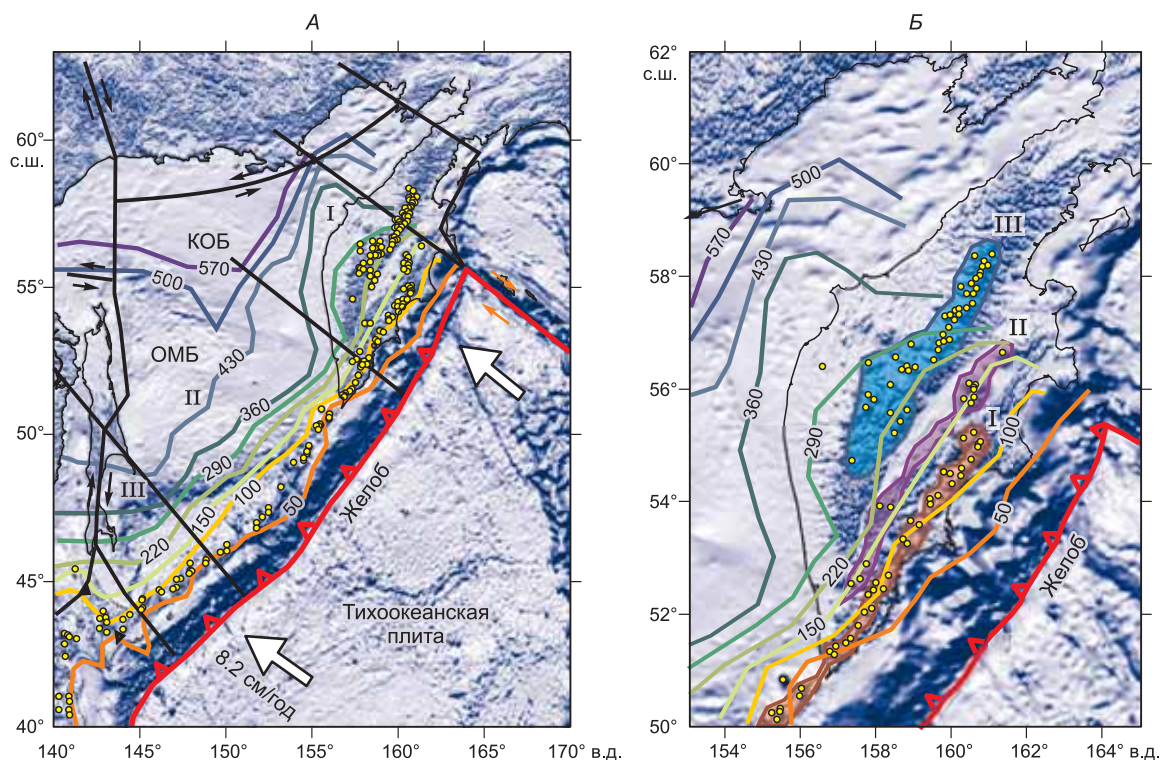 А
60°
с.ш.
55°
50°
45°
40°
140°
145°
150°
155°
160°
165°
170° в.д.
КОБ
570
500
I
ОМБ
II
430
360
III
290
220
150
100
50
Желоб
Тихоокеанская
плита
8.2 см/год
Б
62°
с.ш.
60°
58°
56°
54°
52°
50°
154°
156°
158°
160°
162°
164° в.д.
500
570
430
III
II
360
290
I
100
50
220
150
Желоб